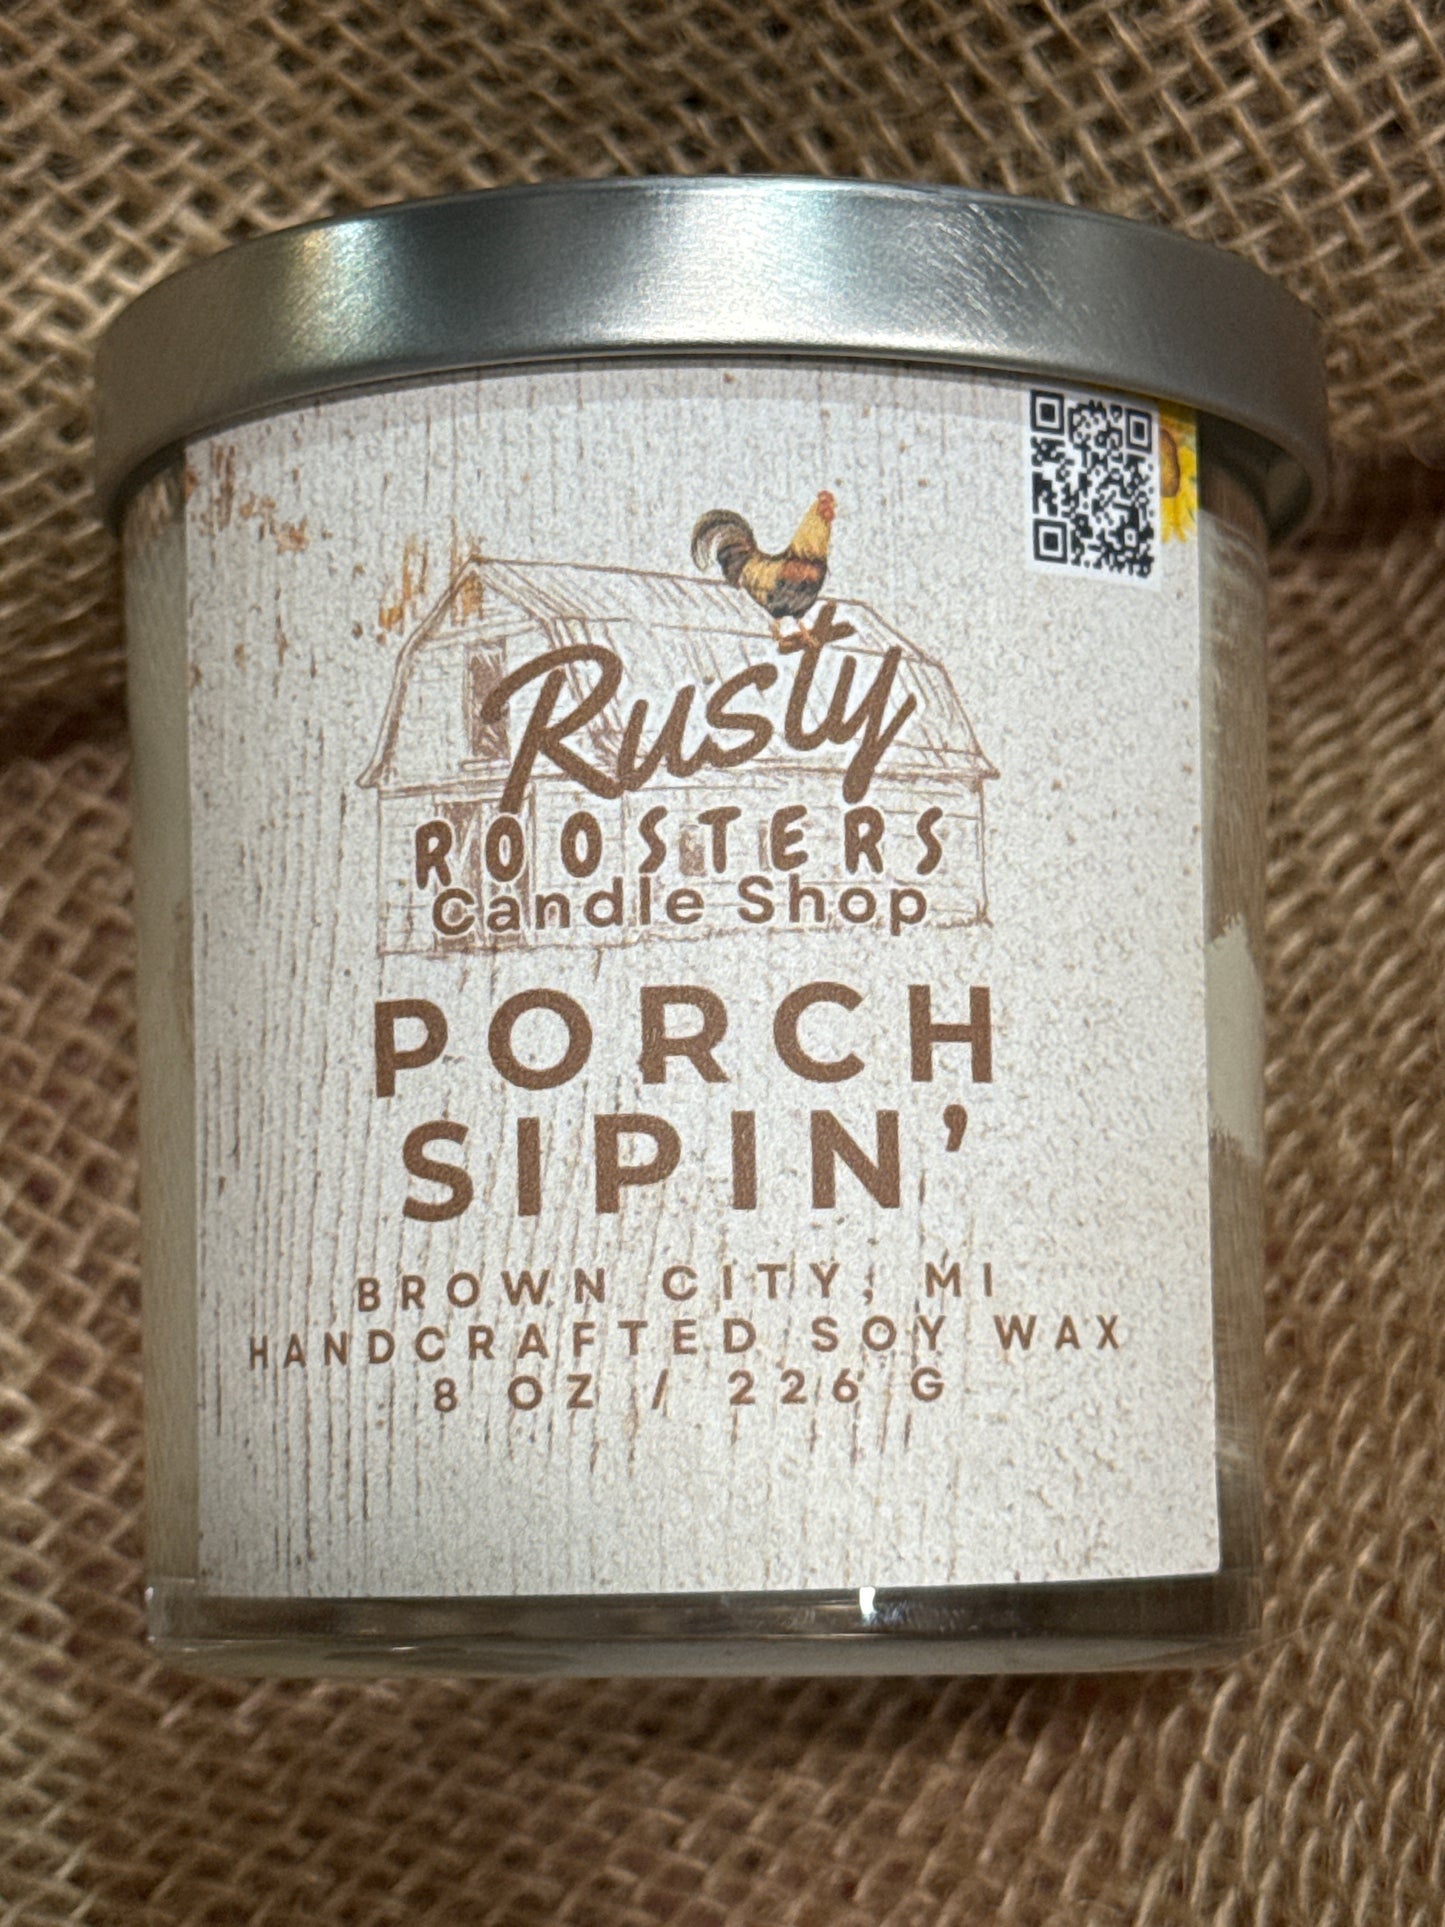 Rusty
ROOSTERS
Candle Shop
PORCH
SIPIN’
BROWN CITY, MI
HANDCRAFTED SOY WAX
8 OZ / 226 G